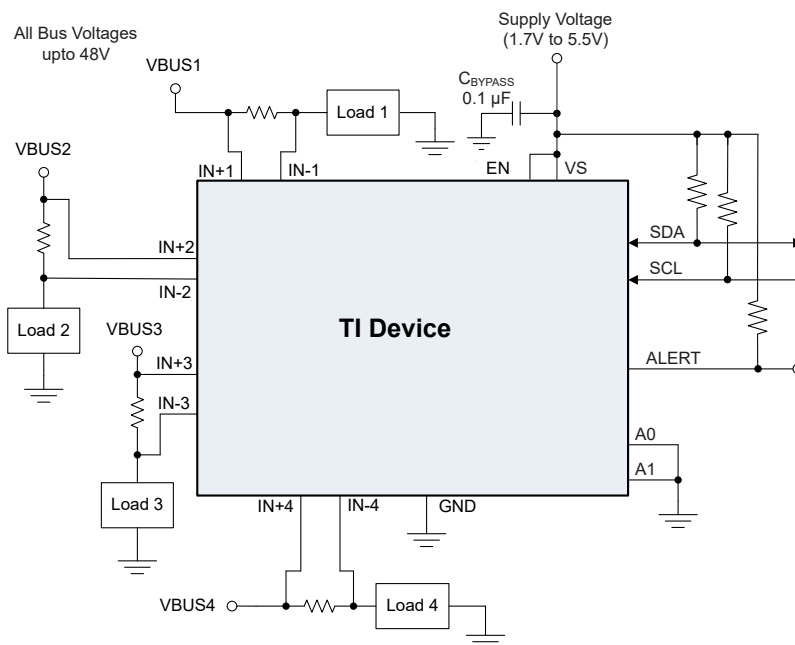 All Bus Voltages
upto 48V
Supply Voltage
(1.7V to 5.5V)
VBUS1
CBYPASS
0.1 µF
Load 1
VBUS2
IN+1
IN-1
EN
VS
IN+2
SDA
IN-2
SCL
Load 2
VBUS3
TI Device
IN+3
ALERT
IN-3
A0
A1
Load 3
IN+4
IN-4
GND
VBUS4
Load 4